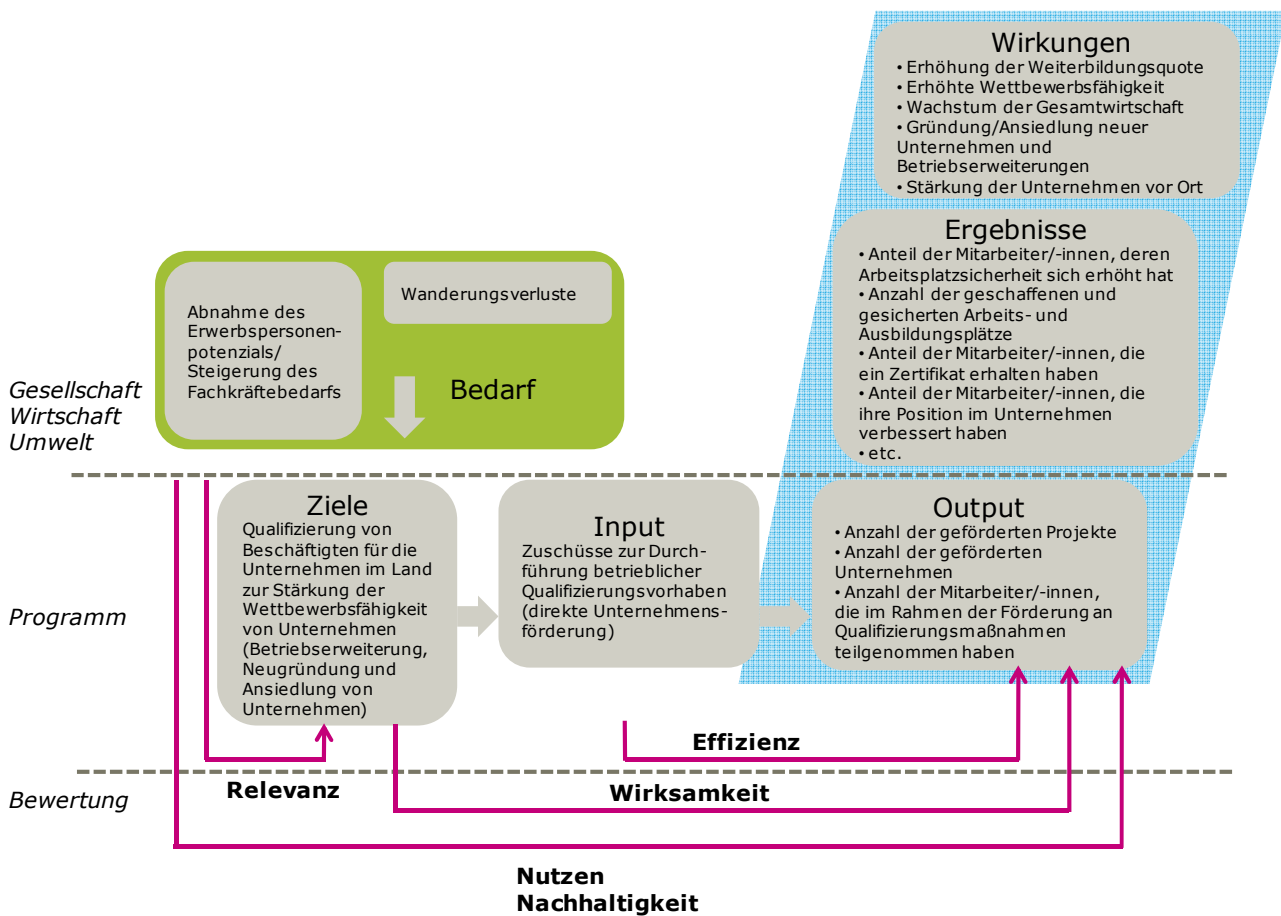 Wirkungen
• Erhöhung der Weiterbildungsquote
• Erhöhte Wettbewerbsfähigkeit
• Wachstum der Gesamtwirtschaft
• Gründung/Ansiedlung neuer
Unternehmen und
Betriebserweiterungen
• Stärkung der Unternehmen vor Ort
Ergebnisse
• Anteil der Mitarbeiter/-innen, deren
Arbeitsplatzsicherheit sich erhöht hat
• Anzahl der geschaffenen und
gesicherten Arbeits- und
Ausbildungsplätze
• Anteil der Mitarbeiter/-innen, die
ein Zertifikat erhalten haben
• Anteil der Mitarbeiter/-innen, die
ihre Position im Unternehmen
verbessert haben
• etc.
Abnahme des
Erwerbspersonen-
potenzials/
Steigerung des
Fachkräftebedarfs
Wanderungsverluste
Bedarf
Gesellschaft
Wirtschaft
Umwelt
Ziele
Qualifizierung von
Beschäftigten für die
Unternehmen im Land
zur Stärkung der
Wettbewerbsfähigkeit
von Unternehmen
(Betriebserweiterung,
Neugründung und
Ansiedlung von
Unternehmen)
Input
Zuschüsse zur Durch-
führung betrieblicher
Qualifizierungsvorhaben
(direkte Unternehmens-
förderung)
Output
• Anzahl der geförderten Projekte
• Anzahl der geförderten
Unternehmen
• Anzahl der Mitarbeiter/-innen,
die im Rahmen der Förderung an
Qualifizierungsmaßnahmen
teilgenommen haben
Programm
Effizienz
Relevanz
Wirksamkeit
Bewertung
Nutzen
Nachhaltigkeit